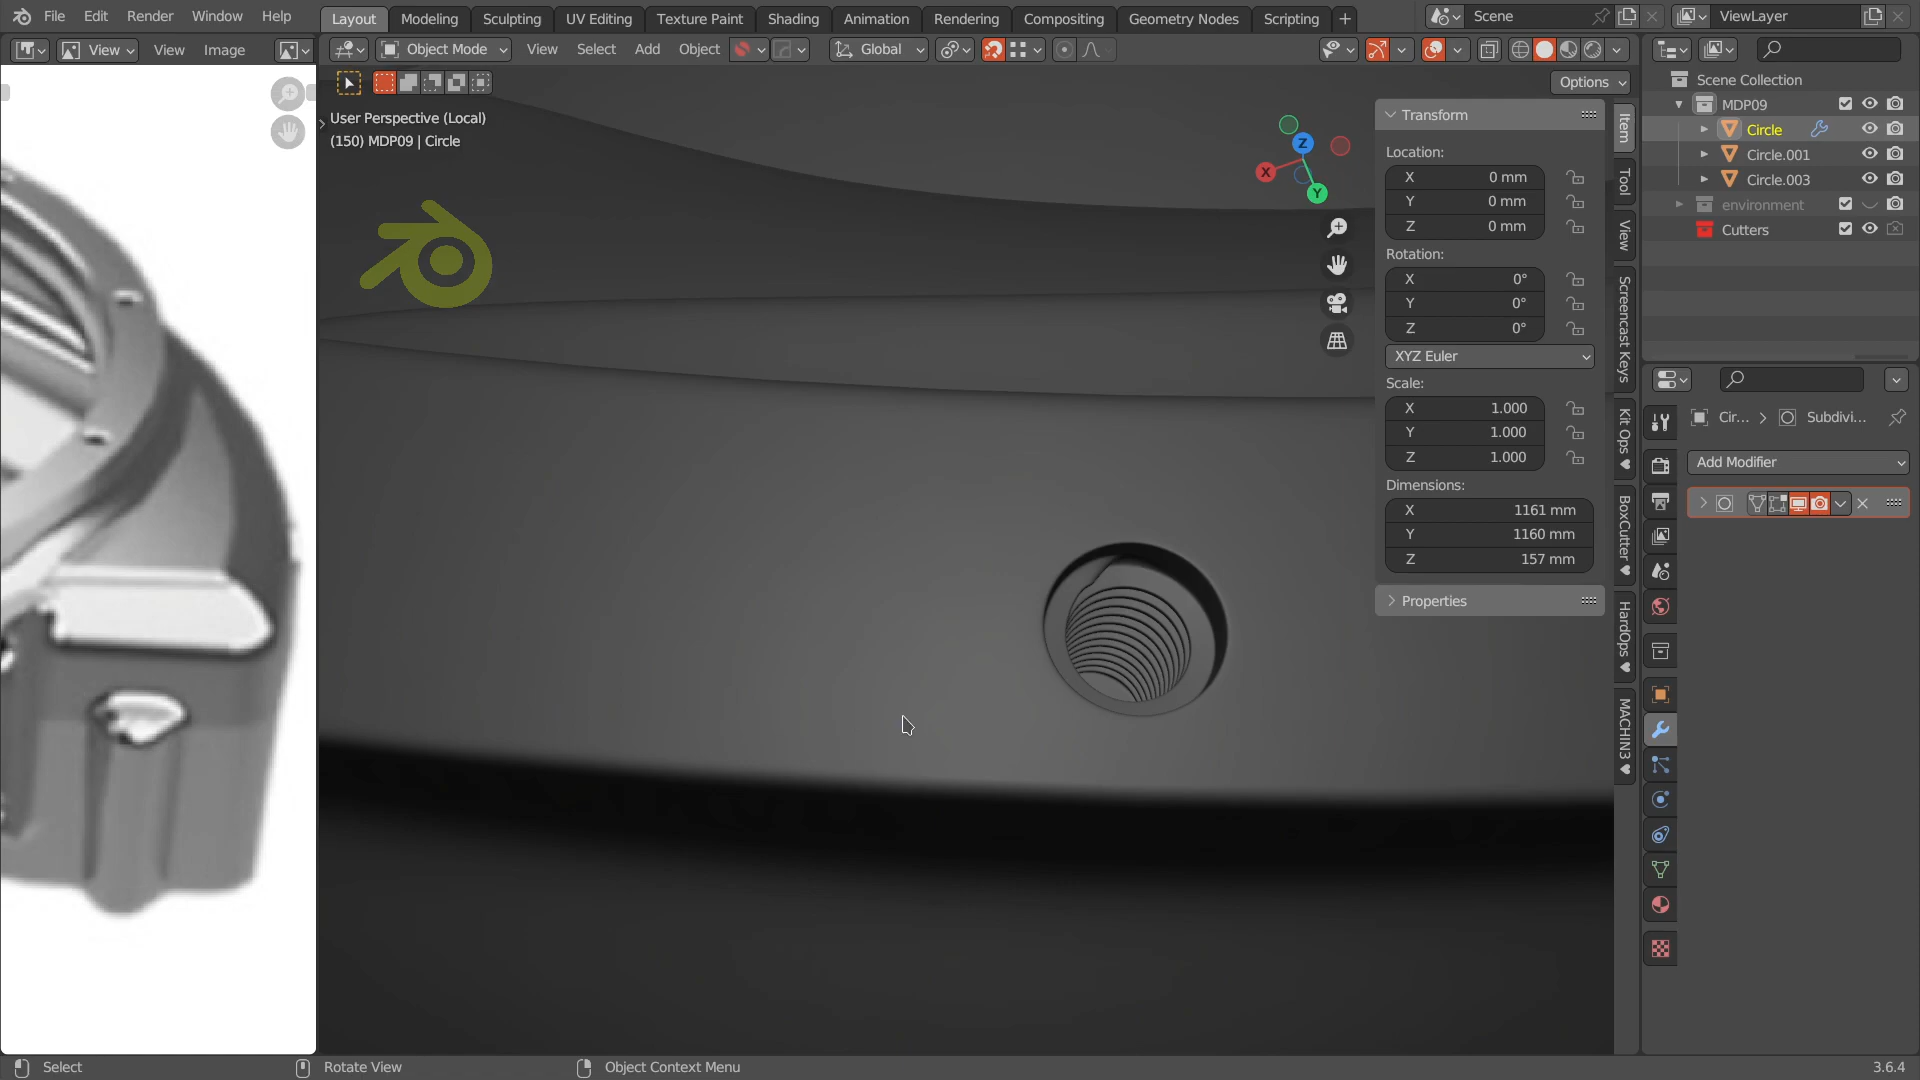 File Edit Render Window Help
Layout Modeling Sculpting UV Editing Texture Paint Shading Animation Rendering Compositing Geometry Nodes Scripting +
Scene
ViewLayer
View View Image
Object Mode View Select Add Object Global
Options
User Perspective (Local)
(150) MDP09 | Circle
Z
X
Y
Transform
Location:
X 0 mm
Y 0 mm
Z 0 mm
Rotation:
X 0°
Y 0°
Z 0°
XYZ Euler
Scale:
X 1.000
Y 1.000
Z 1.000
Dimensions:
X 1161 mm
Y 1160 mm
Z 157 mm
Properties
Item
Tool
View
Screencast Keys
Kit Ops
BoxCutter
HardOps
MACHIN3
Scene Collection
MDP09
Circle
Circle.001
Circle.003
environment
Cutters
Cir... > Subdivi...
Add Modifier
Select
Rotate View
Object Context Menu
3.6.4